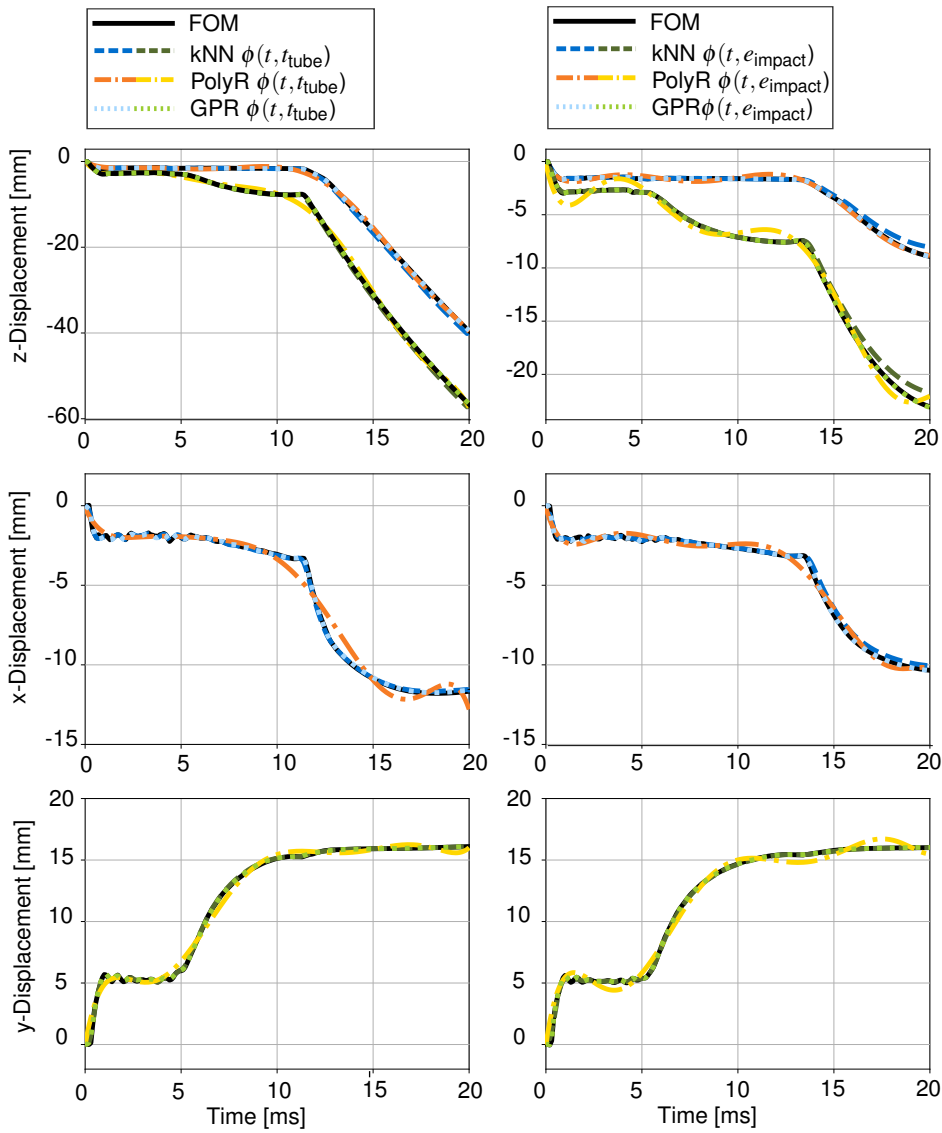 FOM
kNN ϕ(t, t_tube)
PolyR ϕ(t, t_tube)
GPR ϕ(t, t_tube)
FOM
kNN ϕ(t, e_impact)
PolyR ϕ(t, e_impact)
GPRϕ(t, e_impact)
z-Displacement [mm]
0
-20
-40
-60
0 5 10 15 20
0
-5
-10
-15
-20
0 5 10 15 20
x-Displacement [mm]
0
-5
-10
-15
0 5 10 15 20
0
-5
-10
-15
0 5 10 15 20
y-Displacement [mm]
20
15
10
5
0
0 5 10 15 20
Time [ms]
20
15
10
5
0
0 5 10 15 20
Time [ms]